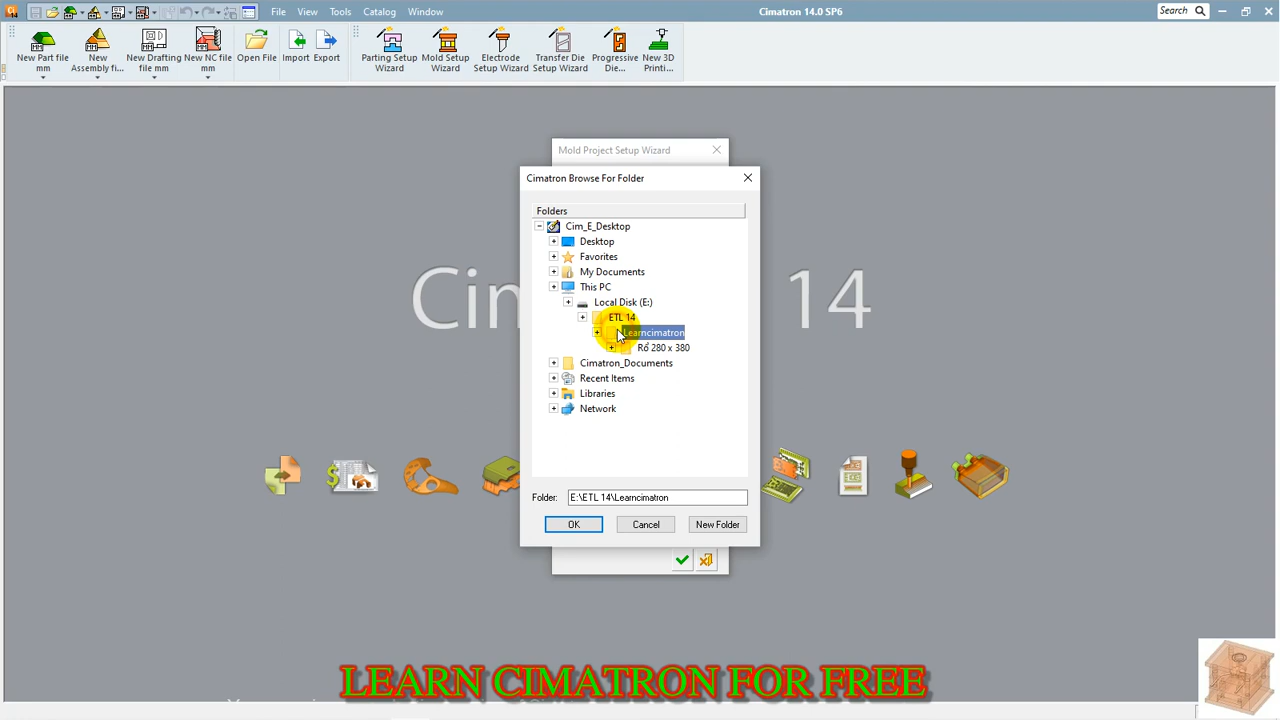 File View Tools Catalog Window
Cimatron 14.0 SP6
Search
New Part file mm
New Assembly fi...
New Drafting file mm
New NC file mm
Open File
Import
Export
Parting Setup Wizard
Mold Setup Wizard
Electrode Setup Wizard
Transfer Die Setup Wizard
Progressive Die...
New 3D Printi...
Mold Project Setup Wizard
Cimatron Browse For Folder
Folders
Cim_E_Desktop
Desktop
Favorites
My Documents
This PC
Local Disk (E:)
ETL 14
Learncimatron
Rổ 280 x 380
Cimatron_Documents
Recent Items
Libraries
Network
Cim
14
Folder: E:\ETL 14\Learncimatron
OK Cancel New Folder
LEARN CIMATRON FOR FREE